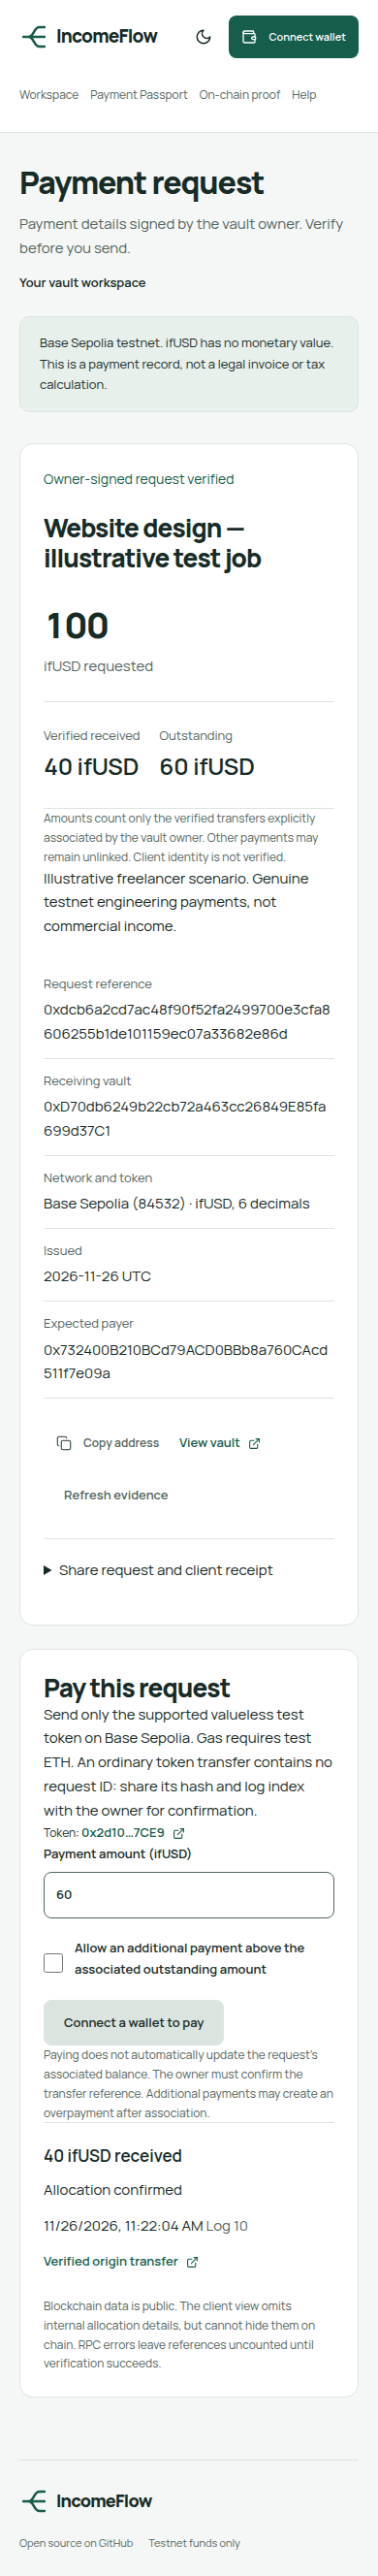 IncomeFlow
Connect wallet
Workspace Payment Passport On-chain proof Help
Payment request
Payment details signed by the vault owner. Verify
before you send.
Your vault workspace
Base Sepolia testnet. ifUSD has no monetary value.
This is a payment record, not a legal invoice or tax
calculation.
Owner-signed request verified
Website design —
illustrative test job
100
ifUSD requested
Verified received Outstanding
40 ifUSD 60 ifUSD
Amounts count only the verified transfers explicitly
associated by the vault owner. Other payments may
remain unlinked. Client identity is not verified.
Illustrative freelancer scenario. Genuine
testnet engineering payments, not
commercial income.
Request reference
0xdcb6a2cd7ac48f90f52fa2499700e3cfa8
606255b1de101159ec07a33682e86d
Receiving vault
0xD70db6249b22cb72a463cc26849E85fa
699d37C1
Network and token
Base Sepolia (84532) · ifUSD, 6 decimals
Issued
2026-11-26 UTC
Expected payer
0x732400B210BCd79ACD0BBb8a760CAcd
511f7e09a
Copy address View vault
Refresh evidence
Share request and client receipt
Pay this request
Send only the supported valueless test
token on Base Sepolia. Gas requires test
ETH. An ordinary token transfer contains no
request ID: share its hash and log index
with the owner for confirmation.
Token: 0x2d10…7CE9
Payment amount (ifUSD)
60
Allow an additional payment above the
associated outstanding amount
Connect a wallet to pay
Paying does not automatically update the request's
associated balance. The owner must confirm the
transfer reference. Additional payments may create an
overpayment after association.
40 ifUSD received
Allocation confirmed
11/26/2026, 11:22:04 AM Log 10
Verified origin transfer
Blockchain data is public. The client view omits
internal allocation details, but cannot hide them on
chain. RPC errors leave references uncounted until
verification succeeds.
IncomeFlow
Open source on GitHub Testnet funds only